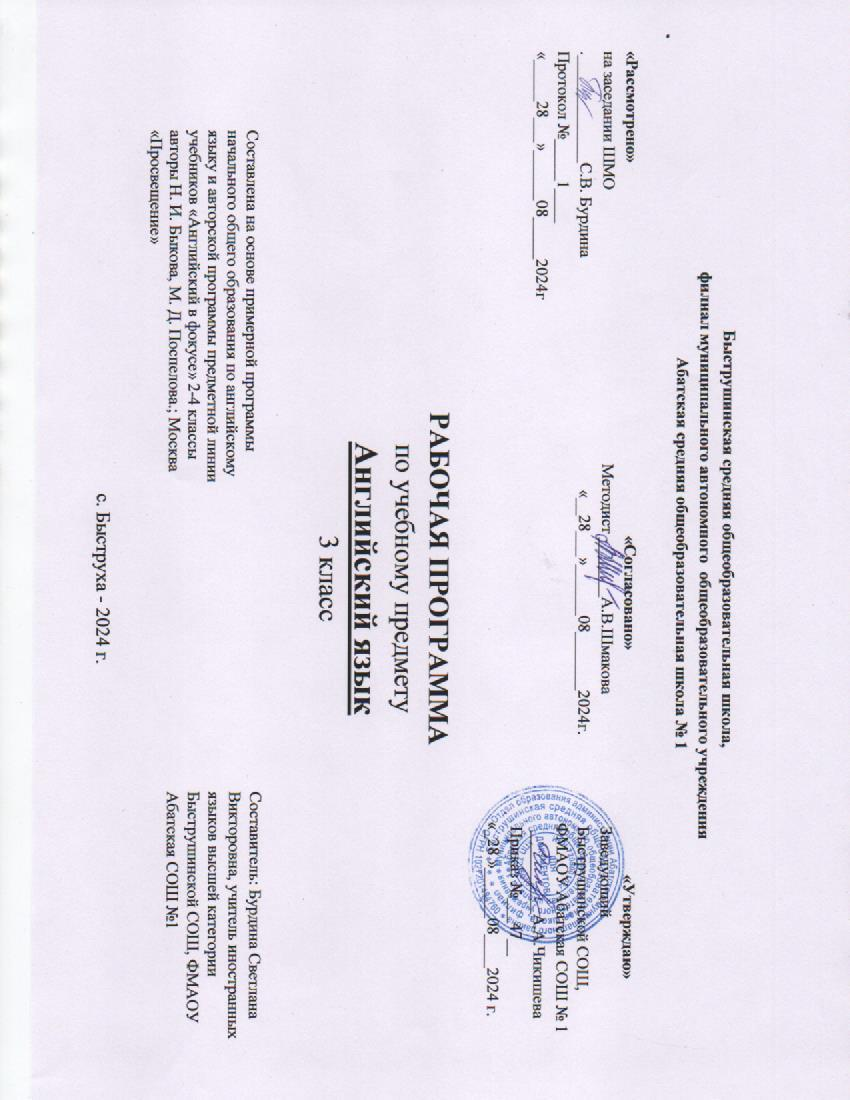 Быструшинская средняя общеобразовательная школа,
филиал муниципального автономного общеобразовательного учреждения
Абатская средняя общеобразовательная школа № 1
«Рассмотрено»
на заседании ШМО
С.В. Бурдина
Протокол № 1
« 28 » 08 2024г
«Согласовано»
Методист А.В.Шмакова
« 28 » 08 2024г.
«Утверждаю»
Заведующий
Быструшинской СОШ,
ФМАОУ Абатская СОШ № 1
А.А.Чикишева
Приказ № 47
« 28 » 08 2024 г.
РАБОЧАЯ ПРОГРАММА
по учебному предмету
Английский язык
3 класс
Составлена на основе примерной программы
начального общего образования по английскому
языку и авторской программы предметной линии
учебников «Английский в фокусе» 2-4 классы
авторы Н. И. Быкова, М. Д. Поспелова.; Москва
«Просвещение»
Составитель: Бурдина Светлана
Викторовна, учитель иностранных
языков высшей категории
Быструшинской СОШ, ФМАОУ
Абатская СОШ №1
с. Быструха - 2024 г.